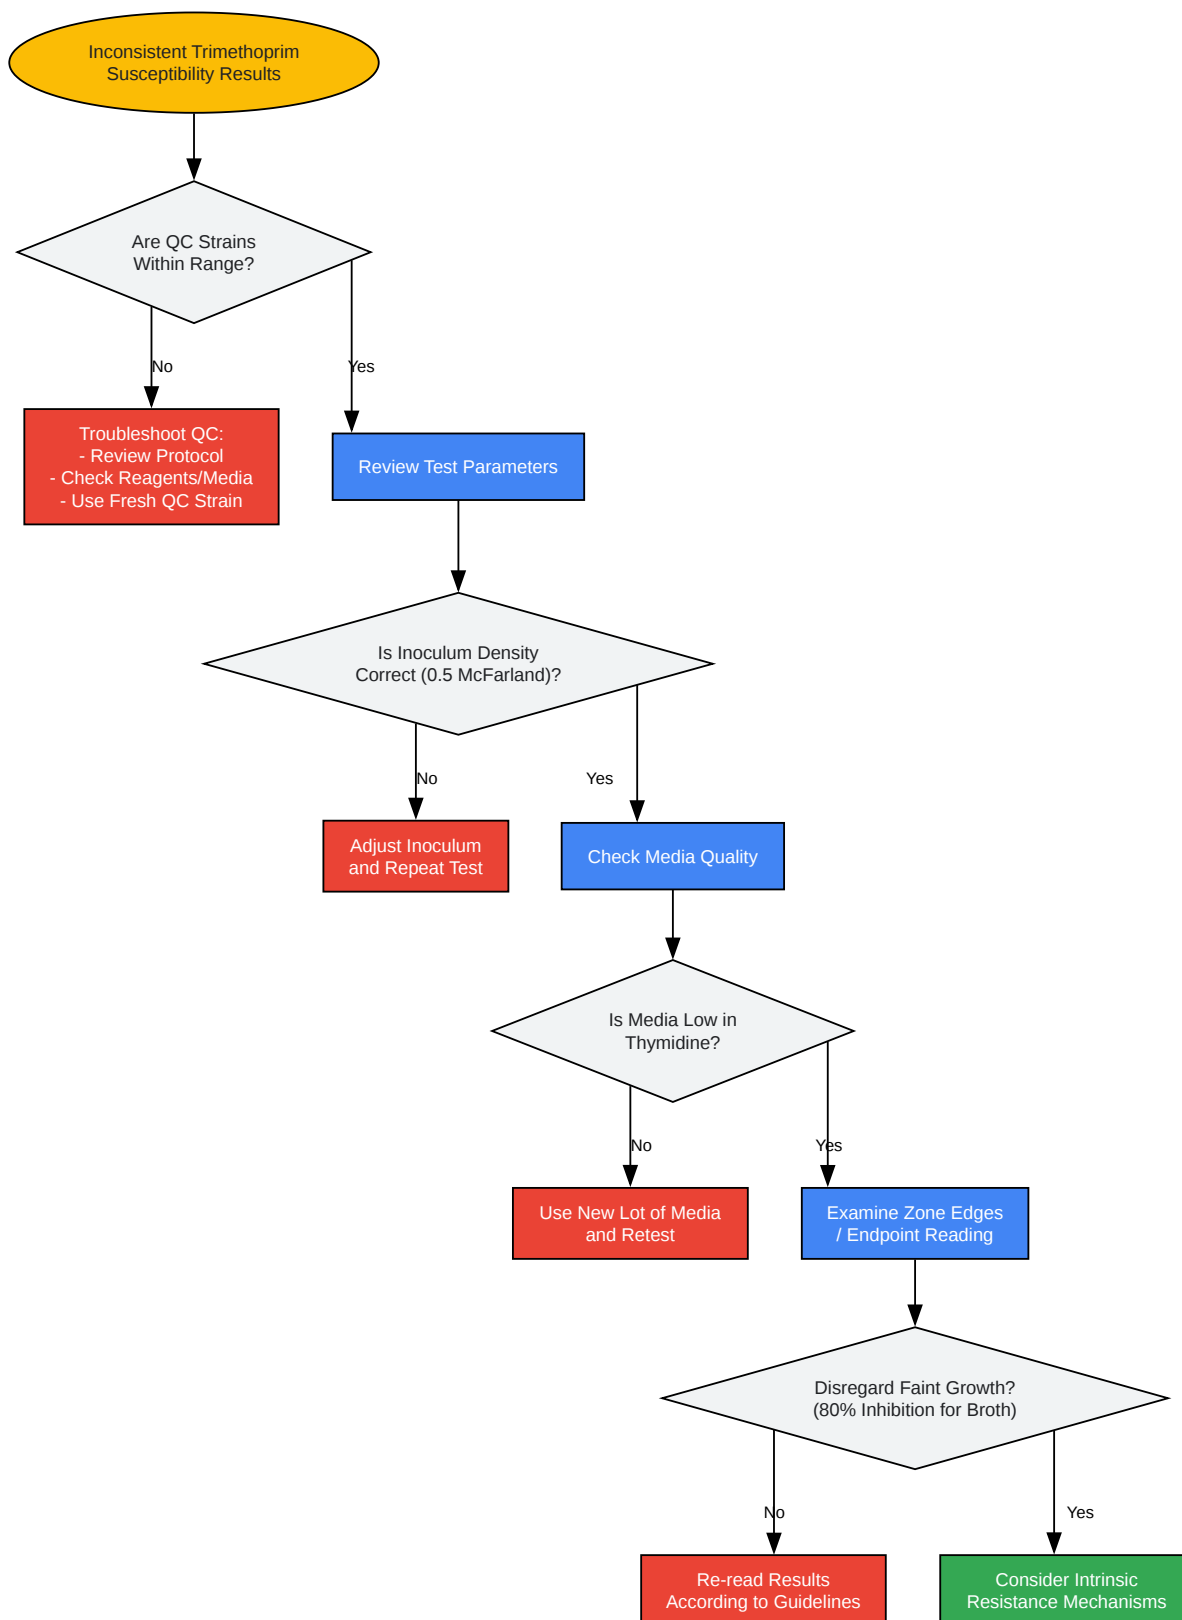 Inconsistent Trimethoprim
Susceptibility Results
Are QC Strains
Within Range?
No
Yes
Troubleshoot QC:
- Review Protocol
- Check Reagents/Media
- Use Fresh QC Strain
Review Test Parameters
Is Inoculum Density
Correct (0.5 McFarland)?
No
Yes
Adjust Inoculum
and Repeat Test
Check Media Quality
Is Media Low in
Thymidine?
No
Yes
Use New Lot of Media
and Retest
Examine Zone Edges
/ Endpoint Reading
Disregard Faint Growth?
(80% Inhibition for Broth)
No
Yes
Re-read Results
According to Guidelines
Consider Intrinsic
Resistance Mechanisms